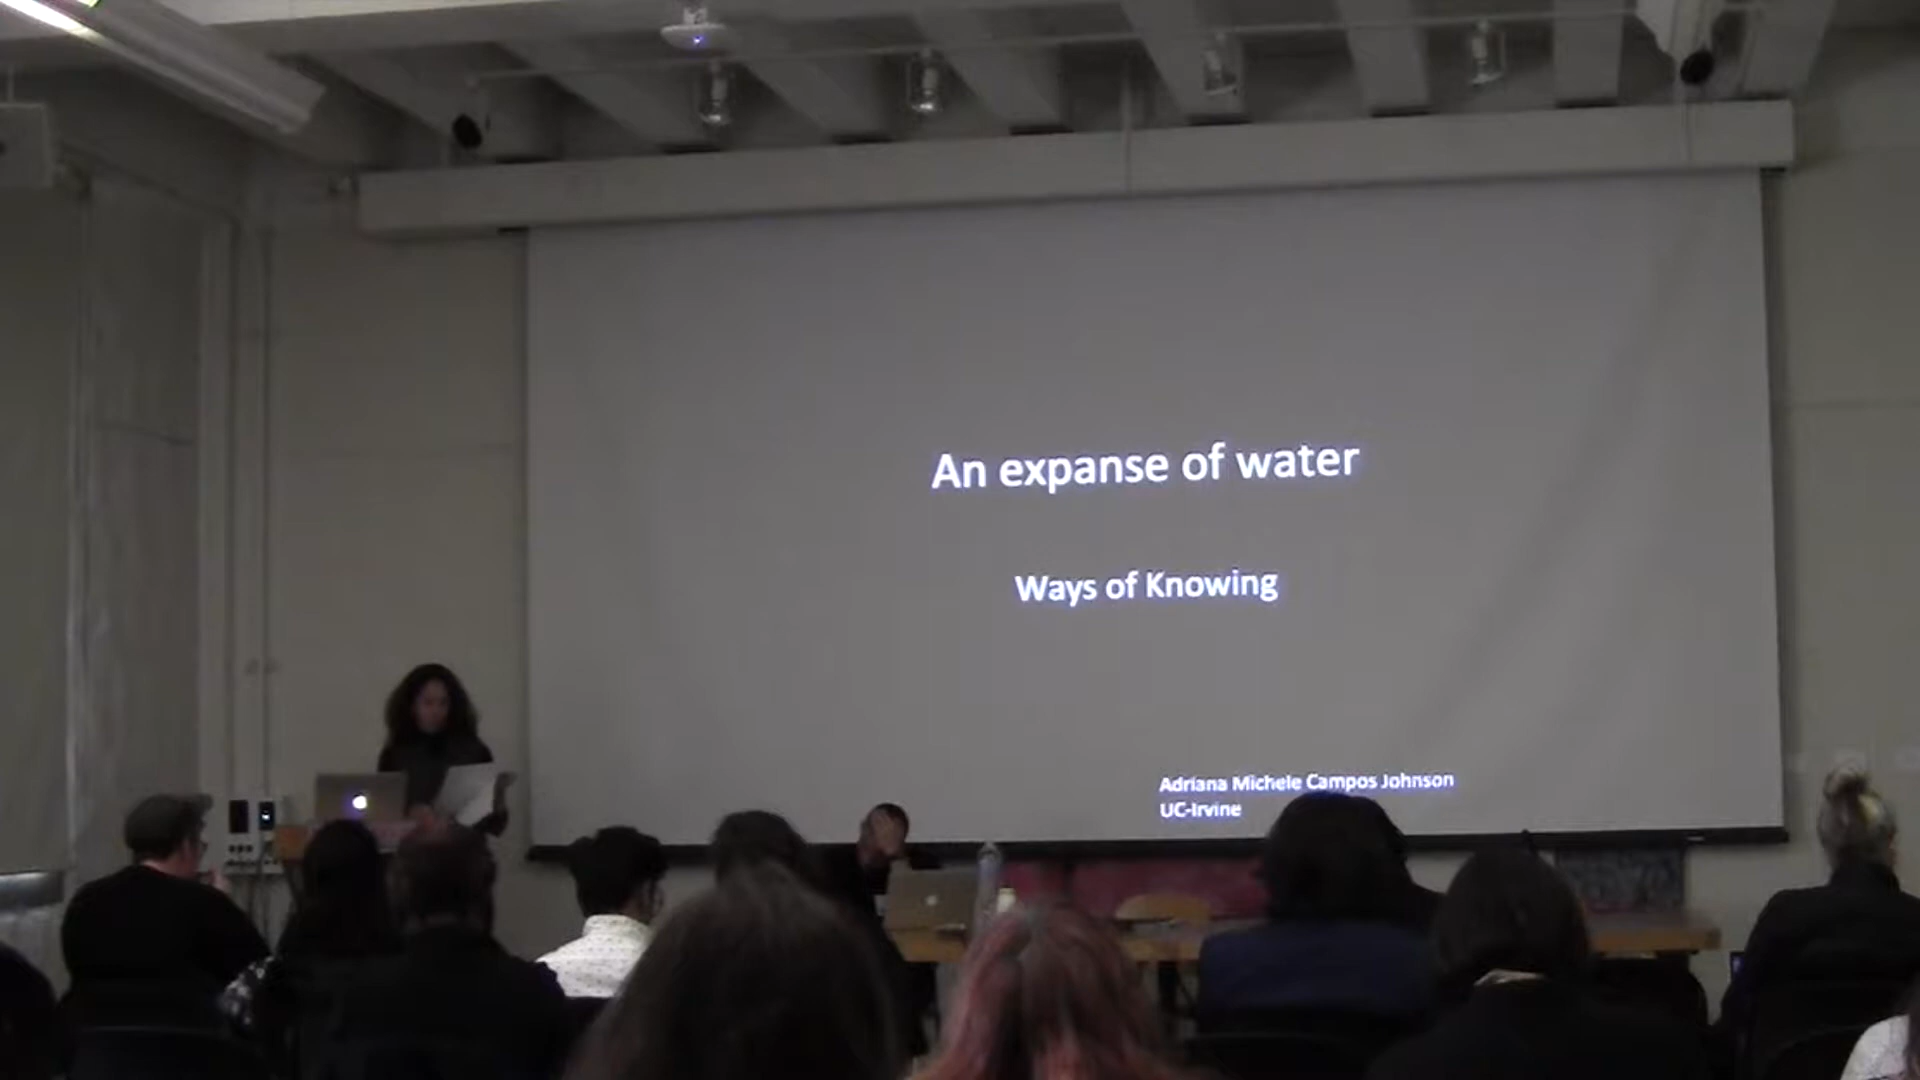 An expanse of water
Ways of Knowing
Adriana Michele Campos Johnson
UC-Irvine